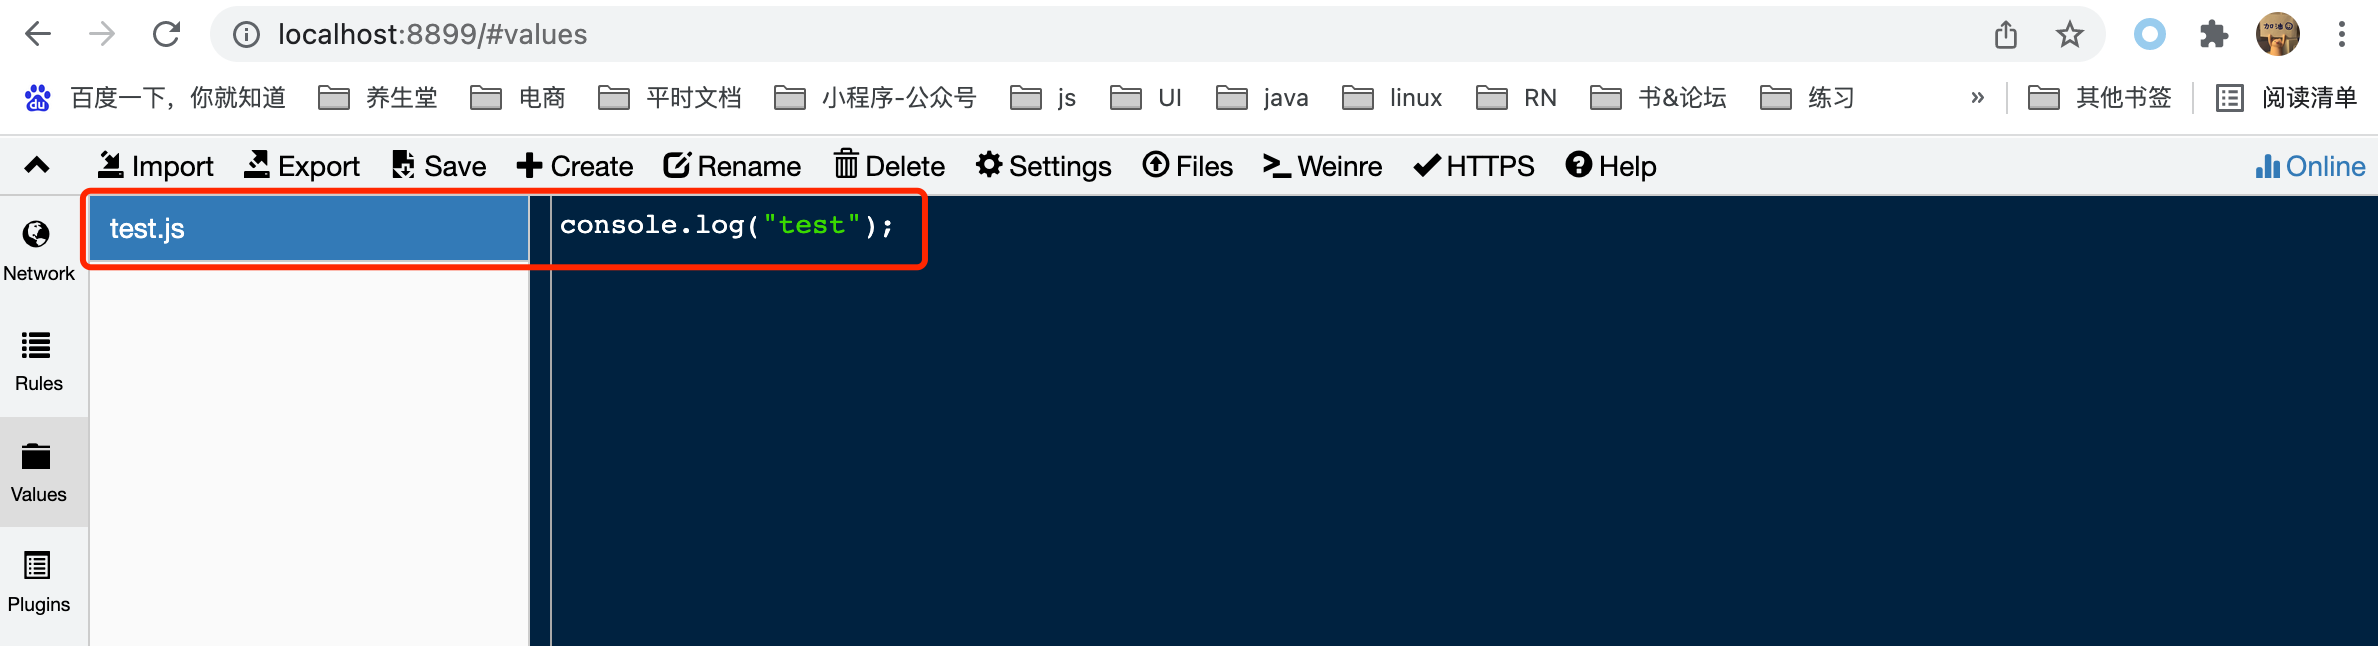 localhost:8899/#values
百度一下，你就知道 养生堂 电商 平时文档 小程序-公众号 js UI java linux RN 书&论坛 练习 » 其他书签 阅读清单
Import Export Save Create Rename Delete Settings Files Weinre HTTPS Help Online
test.js console.log("test");
Network
Rules
Values
Plugins